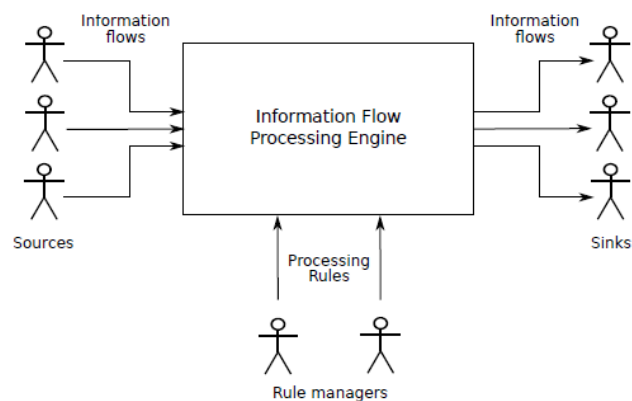 Information
flows
Information
flows
Information Flow
Processing Engine
Sources
Sinks
Processing
Rules
Rule managers